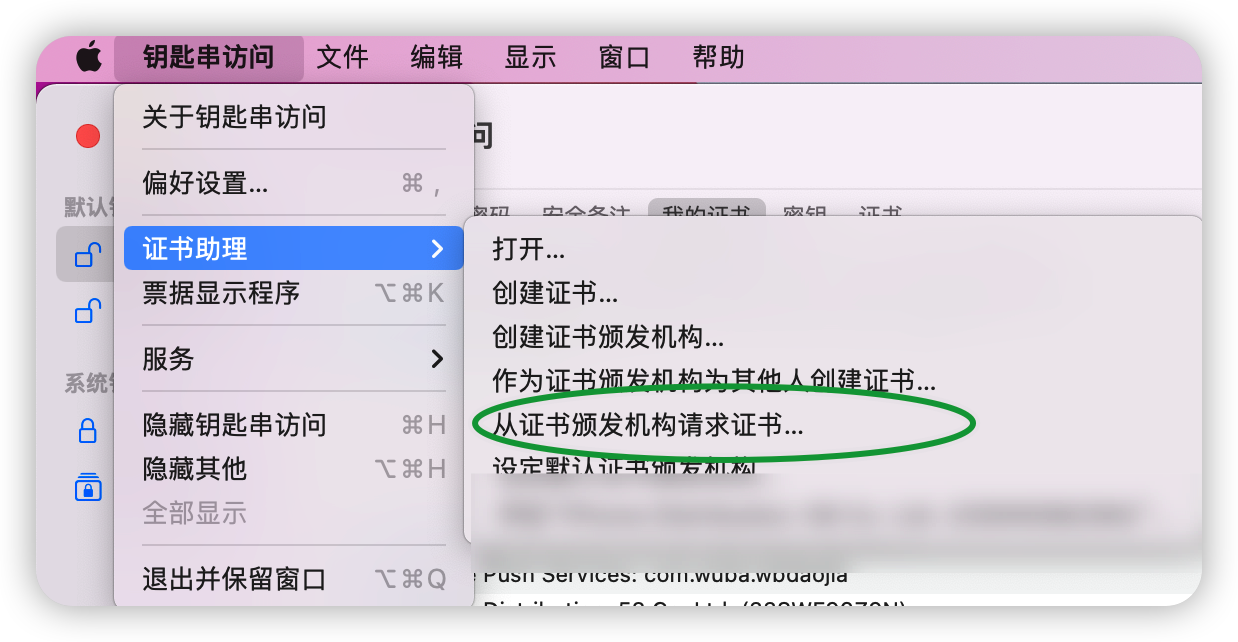 钥匙串访问 文件 编辑 显示 窗口 帮助
关于钥匙串访问
问
偏好设置... ⌘ ,
默认
密码 安全备注 我的证书 密钥 证书
证书助理
打开...
票据显示程序 ⌥⌘K
创建证书...
服务
创建证书颁发机构...
系统
作为证书颁发机构为其他人创建证书...
隐藏钥匙串访问 ⌘H
从证书颁发机构请求证书...
隐藏其他 ⌥⌘H
设定默认证书颁发机构
全部显示
退出并保留窗口 ⌥⌘Q
Push Services: com.wuba.wbdaojia